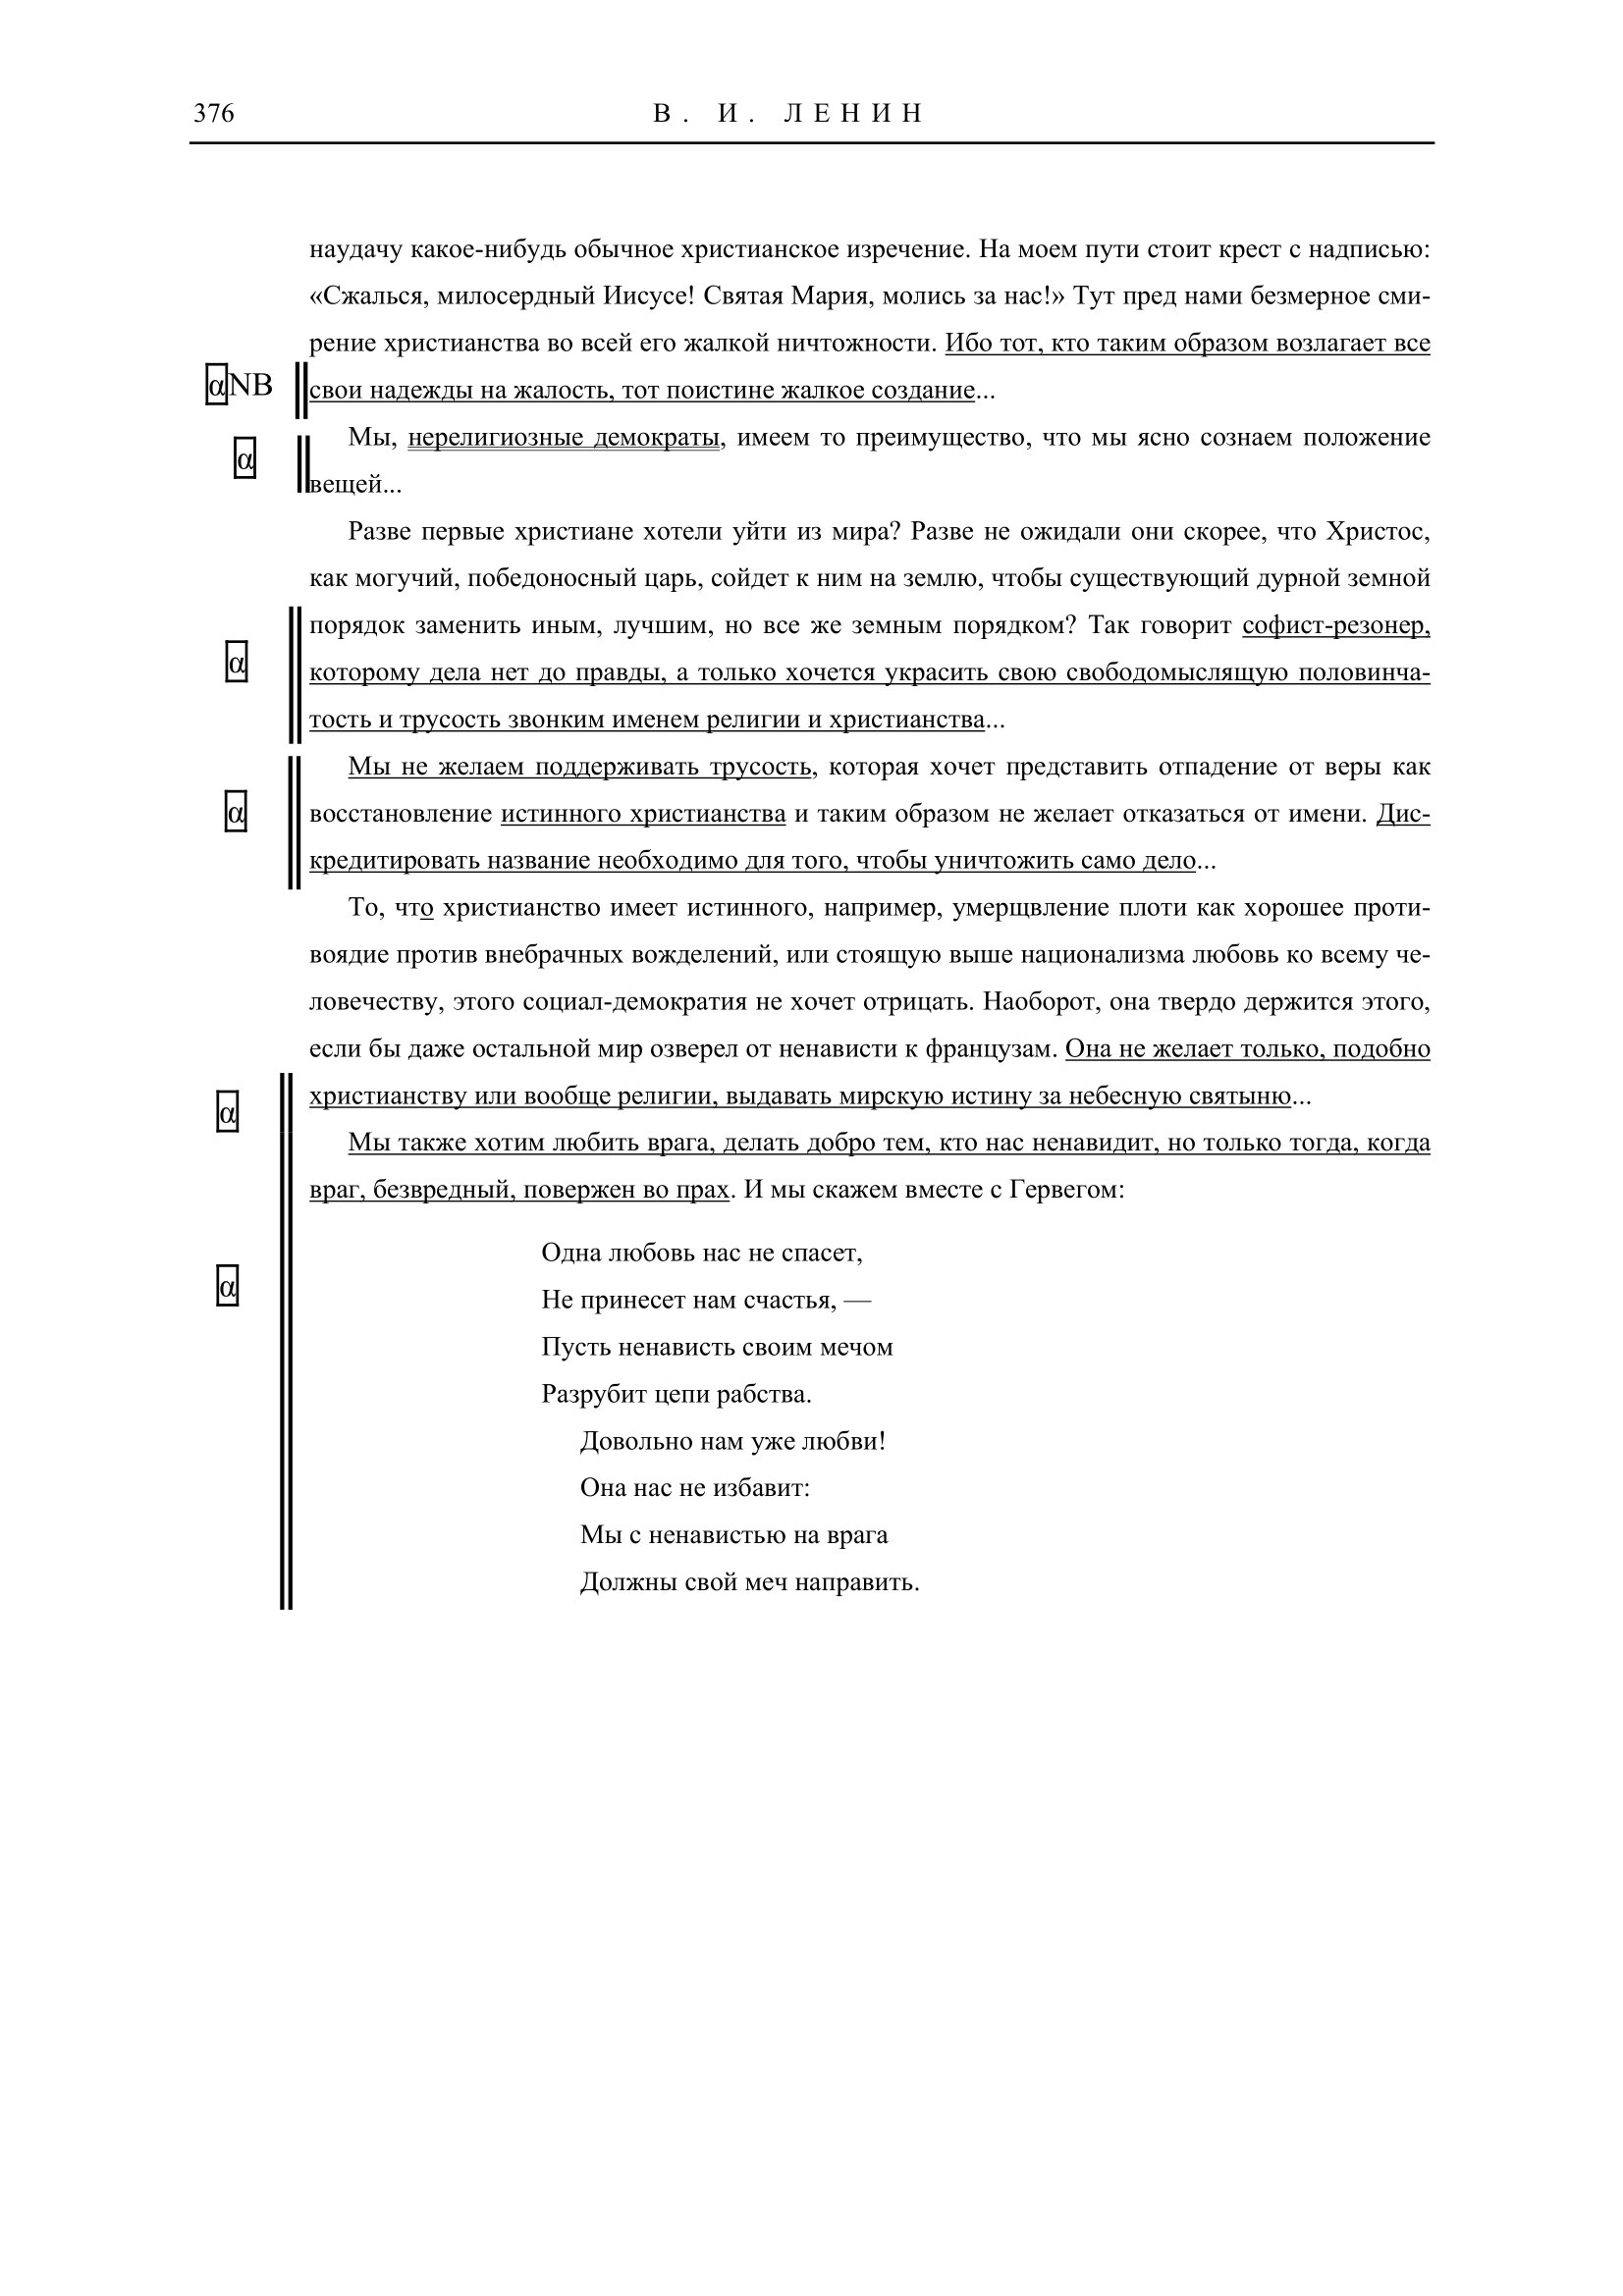 376
В. И. ЛЕНИН
наудачу какое-нибудь обычное христианское изречение. На моем пути стоит крест с надписью:
«Сжалься, милосердный Иисусе! Святая Мария, молись за нас!» Тут пред нами безмерное сми-
рение христианства во всей его жалкой ничтожности. Ибо тот, кто таким образом возлагает все
αNB
свои надежды на жалость, тот поистине жалкое создание...
Мы, нерелигиозные демократы, имеем то преимущество, что мы ясно сознаем положение
α
вещей...
Разве первые христиане хотели уйти из мира? Разве не ожидали они скорее, что Христос,
как могучий, победоносный царь, сойдет к ним на землю, чтобы существующий дурной земной
порядок заменить иным, лучшим, но все же земным порядком? Так говорит софист-резонер,
α
которому дела нет до правды, а только хочется украсить свою свободомыслящую половинча-
тость и трусость звонким именем религии и христианства...
Мы не желаем поддерживать трусость, которая хочет представить отпадение от веры как
α
восстановление истинного христианства и таким образом не желает отказаться от имени. Дис-
кредитировать название необходимо для того, чтобы уничтожить само дело...
То, что христианство имеет истинного, например, умерщвление плоти как хорошее проти-
воядие против внебрачных вожделений, или стоящую выше национализма любовь ко всему че-
ловечеству, этого социал-демократия не хочет отрицать. Наоборот, она твердо держится этого,
если бы даже остальной мир озверел от ненависти к французам. Она не желает только, подобно
христианству или вообще религии, выдавать мирскую истину за небесную святыню...
α
Мы также хотим любить врага, делать добро тем, кто нас ненавидит, но только тогда, когда
враг, безвредный, повержен во прах. И мы скажем вместе с Гервегом:
Одна любовь нас не спасет,
α
Не принесет нам счастья, —
Пусть ненависть своим мечом
Разрубит цепи рабства.
Довольно нам уже любви!
Она нас не избавит:
Мы с ненавистью на врага
Должны свой меч направить.